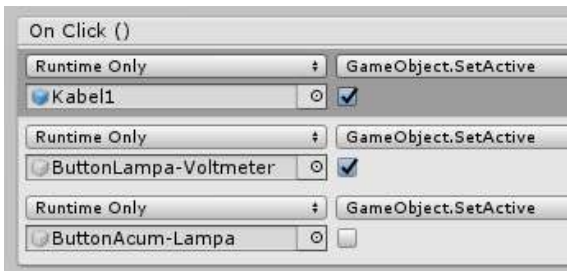 On Click ()
Runtime Only GameObject.SetActive
Kabel1
Runtime Only GameObject.SetActive
ButtonLampa-Voltmeter
Runtime Only GameObject.SetActive
ButtonAcum-Lampa